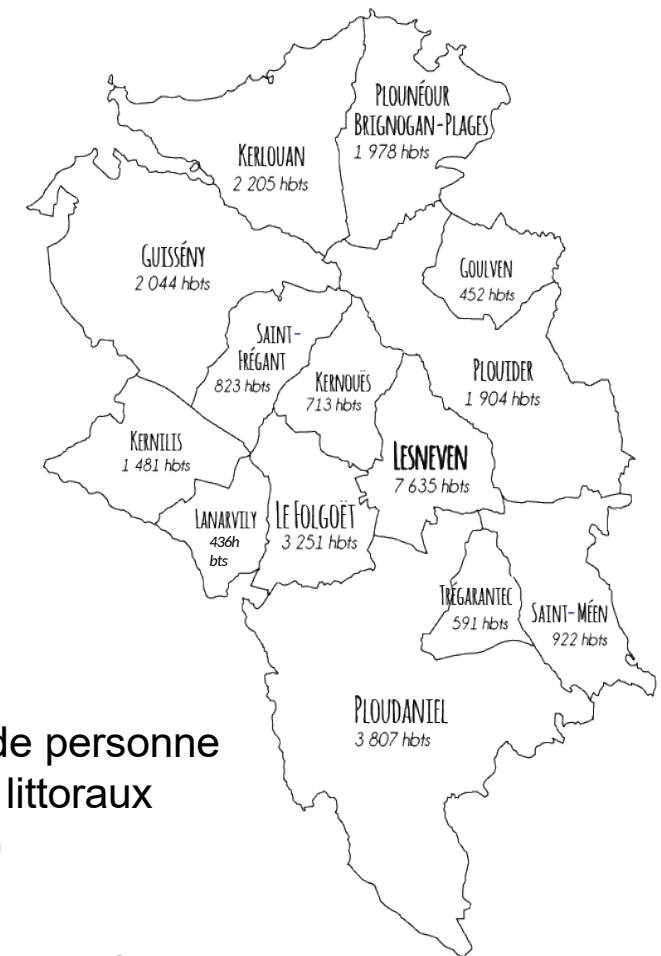 PLOUNÉOUR
BRIGNOGAN-PLAGES
1 978 hbts
KERLOUAN
2 205 hbts
GUISSÉNY
2 044 hbts
GOULVEN
452 hbts
SAINT-
FRÉGANT
823 hbts
KERNOUËS
713 hbts
PLOUIDER
1 904 hbts
KERNILIS
1 481 hbts
LESNEVEN
7 635 hbts
LANARVILY
436h
bts
LE FOLGOËT
3 251 hbts
TRÉGARANTEC
591 hbts
SAINT-MÉEN
922 hbts
PLOUDANIEL
3 807 hbts
de personne
littoraux